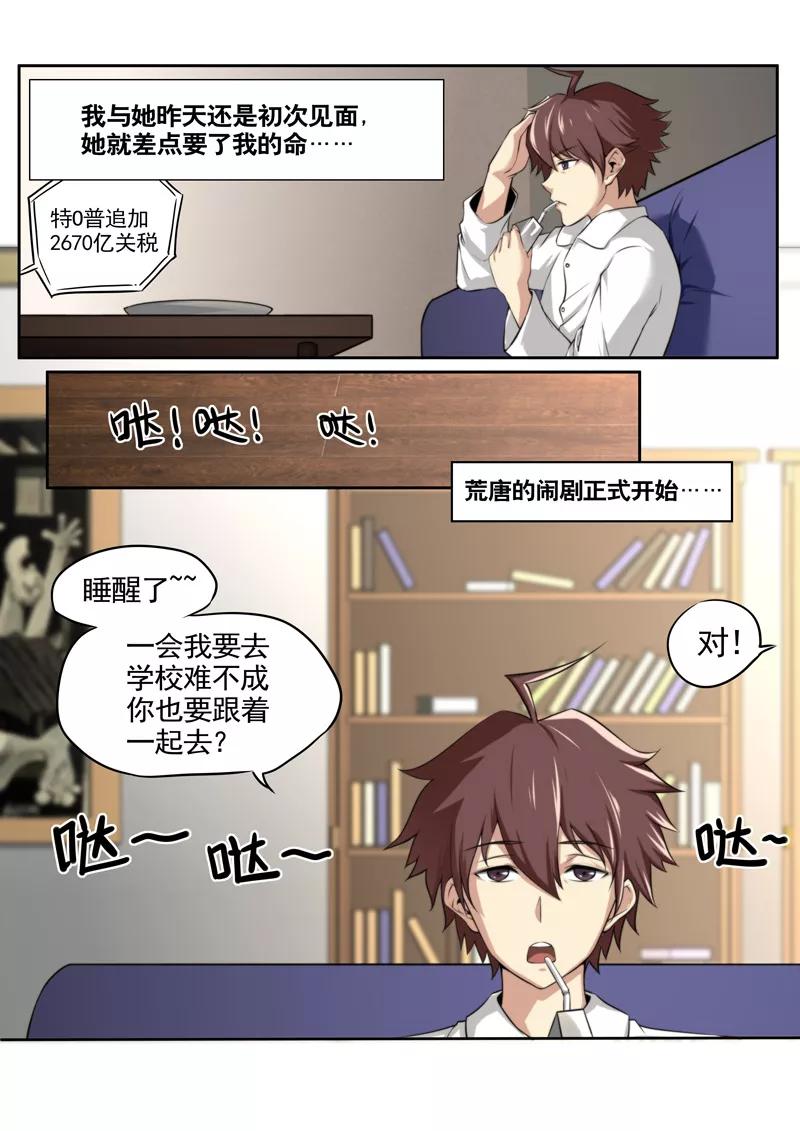 我与她昨天还是初次见面，
她就差点要了我的命……
特0普追加
2670亿关税
哒！哒！ 哒！
荒唐的闹剧正式开始……
睡醒了~~
一会我要去
学校难不成
你也要跟着
一起去？
对！
哒～
哒～
哒～